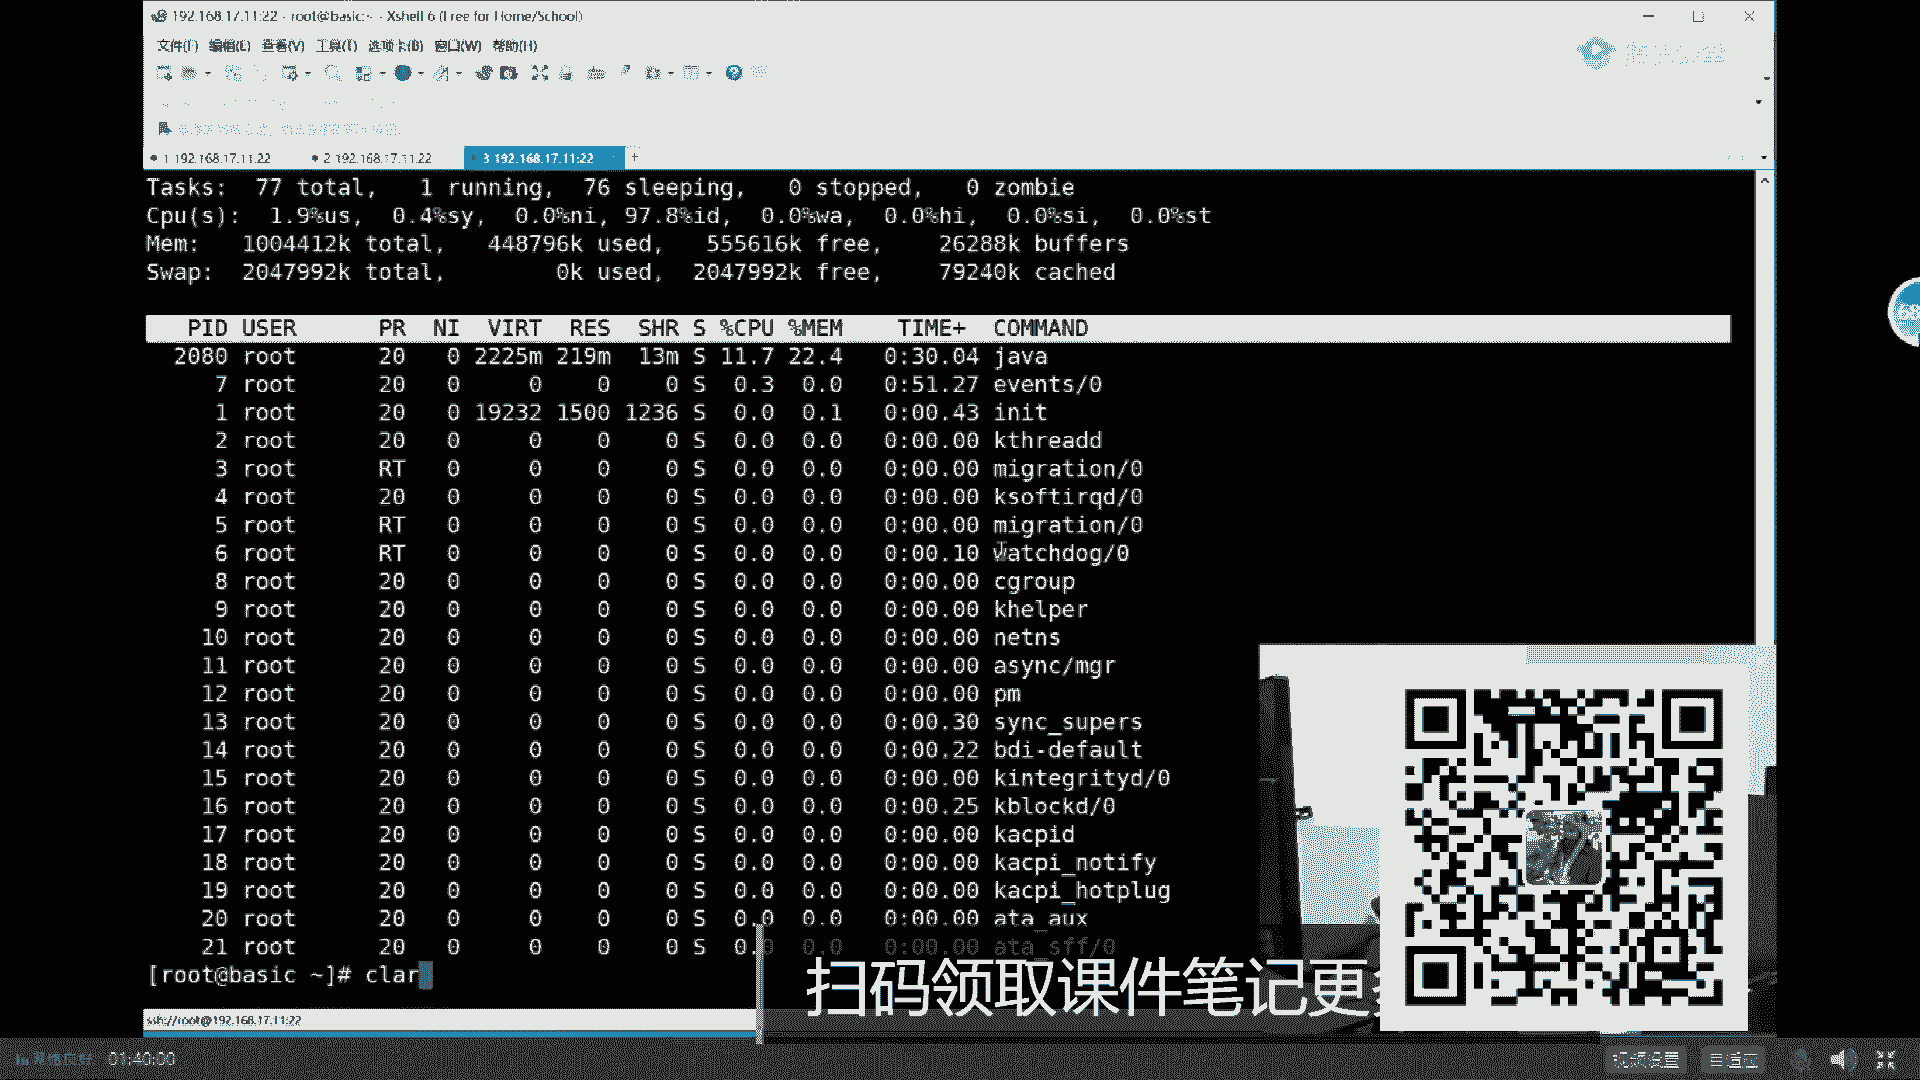 192.168.17.11:22 - root@basic:~ - Xshell 6 (Free for Home/School)
文件(F) 编辑(E) 查看(V) 工具(T) 选项卡(B) 窗口(W) 帮助(H)
1 192.168.17.11:22 2 192.168.17.11:22 3 192.168.17.11:22 +
Tasks: 77 total, 1 running, 76 sleeping, 0 stopped, 0 zombie
Cpu(s): 1.9%us, 0.4%sy, 0.0%ni, 97.8%id, 0.0%wa, 0.0%hi, 0.0%si, 0.0%st
Mem: 1004412k total, 448796k used, 555616k free, 26288k buffers
Swap: 2047992k total, 0k used, 2047992k free, 79240k cached
PID USER PR NI VIRT RES SHR S %CPU %MEM TIME+ COMMAND
2080 root 20 0 2225m 219m 13m S 11.7 22.4 0:30.04 java
7 root 20 0 0 0 0 S 0.3 0.0 0:51.27 events/0
1 root 20 0 19232 1500 1236 S 0.0 0.1 0:00.43 init
2 root 20 0 0 0 0 S 0.0 0.0 0:00.00 kthreadd
3 root RT 0 0 0 0 S 0.0 0.0 0:00.00 migration/0
4 root 20 0 0 0 0 S 0.0 0.0 0:00.00 ksoftirqd/0
5 root RT 0 0 0 0 S 0.0 0.0 0:00.00 migration/0
6 root RT 0 0 0 0 S 0.0 0.0 0:00.10 watchdog/0
8 root 20 0 0 0 0 S 0.0 0.0 0:00.00 cgroup
9 root 20 0 0 0 0 S 0.0 0.0 0:00.00 khelper
10 root 20 0 0 0 0 S 0.0 0.0 0:00.00 netns
11 root 20 0 0 0 0 S 0.0 0.0 0:00.00 async/mgr
12 root 20 0 0 0 0 S 0.0 0.0 0:00.00 pm
13 root 20 0 0 0 0 S 0.0 0.0 0:00.30 sync_supers
14 root 20 0 0 0 0 S 0.0 0.0 0:00.22 bdi-default
15 root 20 0 0 0 0 S 0.0 0.0 0:00.00 kintegrityd/0
16 root 20 0 0 0 0 S 0.0 0.0 0:00.25 kblockd/0
17 root 20 0 0 0 0 S 0.0 0.0 0:00.00 kacpid
18 root 20 0 0 0 0 S 0.0 0.0 0:00.00 kacpi_notify
19 root 20 0 0 0 0 S 0.0 0.0 0:00.00 kacpi_hotplug
20 root 20 0 0 0 0 S 0.0 0.0 0:00.00 ata_aux
21 root 20 0 0 0 0 S 0.0 0.0 0:00.00 ata_sff/0
[root@basic ~]# clar
扫码领取课件笔记更
ssh://root@192.168.17.11:22
01:40:00